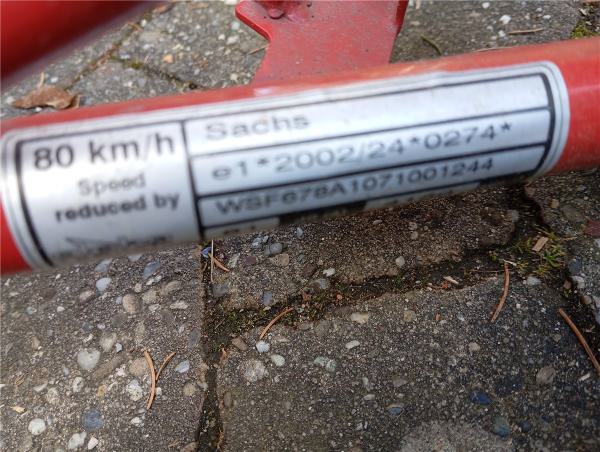 80 km/h
Speed
reduced by
Sachs
e1*2002/24*0274*
WSF678A1071001244